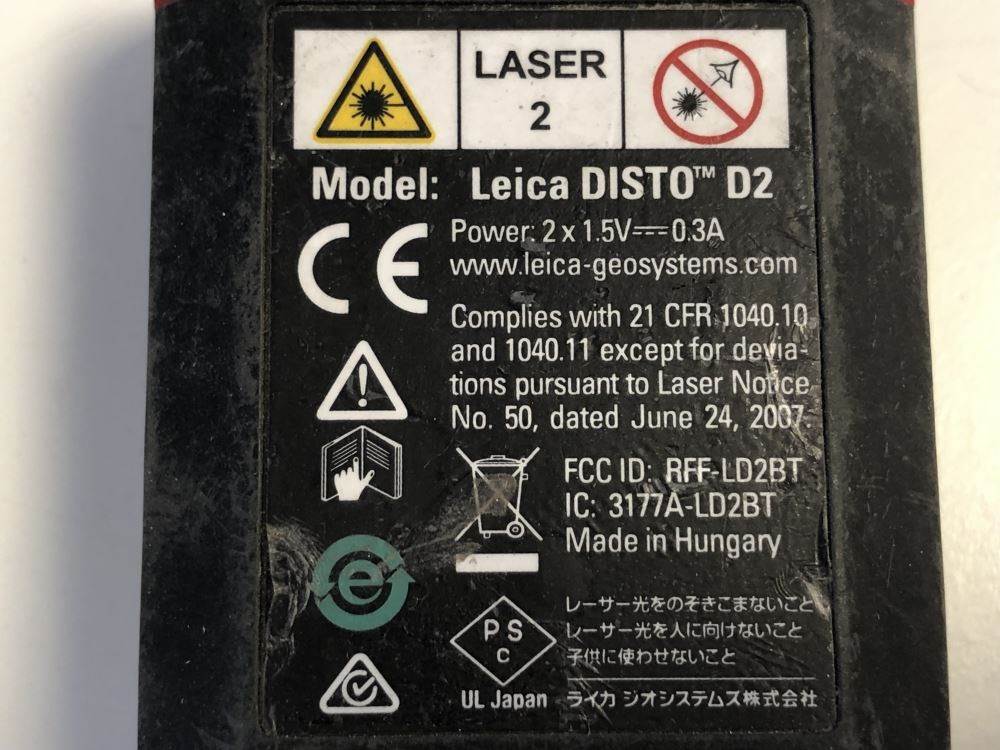 LASER
2
Model: Leica DISTO™ D2
CE
Power: 2 x 1.5V⎓0.3A
www.leica-geosystems.com
Complies with 21 CFR 1040.10
and 1040.11 except for devia-
tions pursuant to Laser Notice
No. 50, dated June 24, 2007.
FCC ID: RFF-LD2BT
IC: 3177A-LD2BT
Made in Hungary
e
PS
C
UL Japan
レーサー光をのぞきこまないこと
レーサー光を人に向けないこと
子供に使わせないこと
ライカ ジオシステムズ株式会社